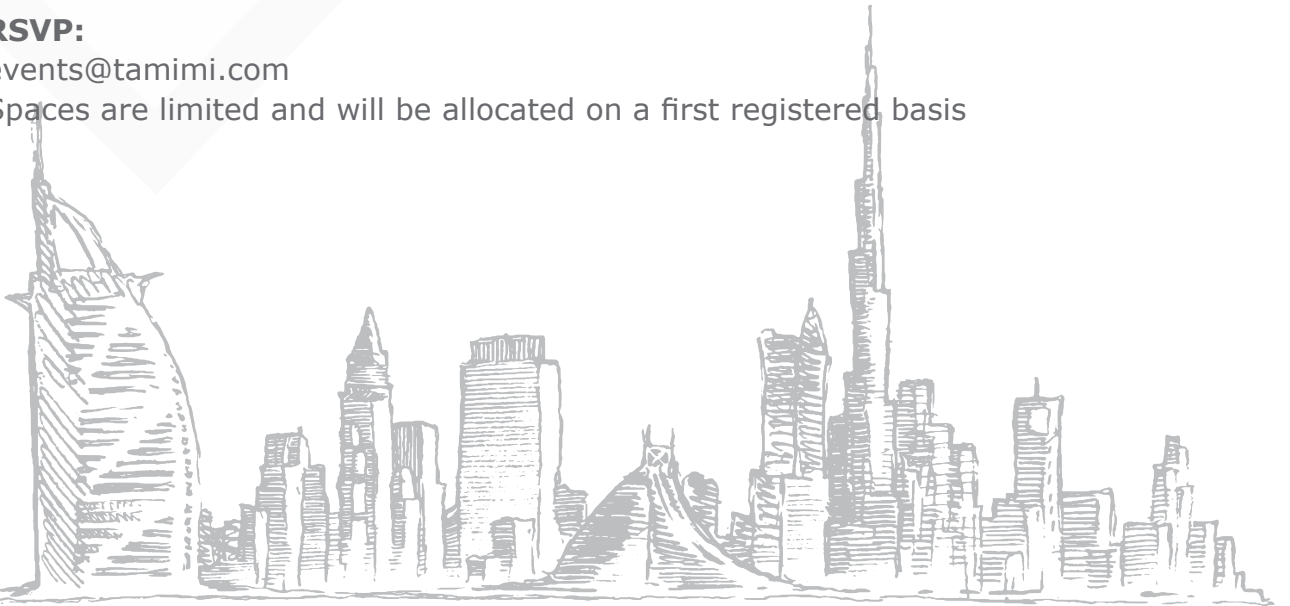 RSVP:
events@tamimi.com
Spaces are limited and will be allocated on a first registered basis